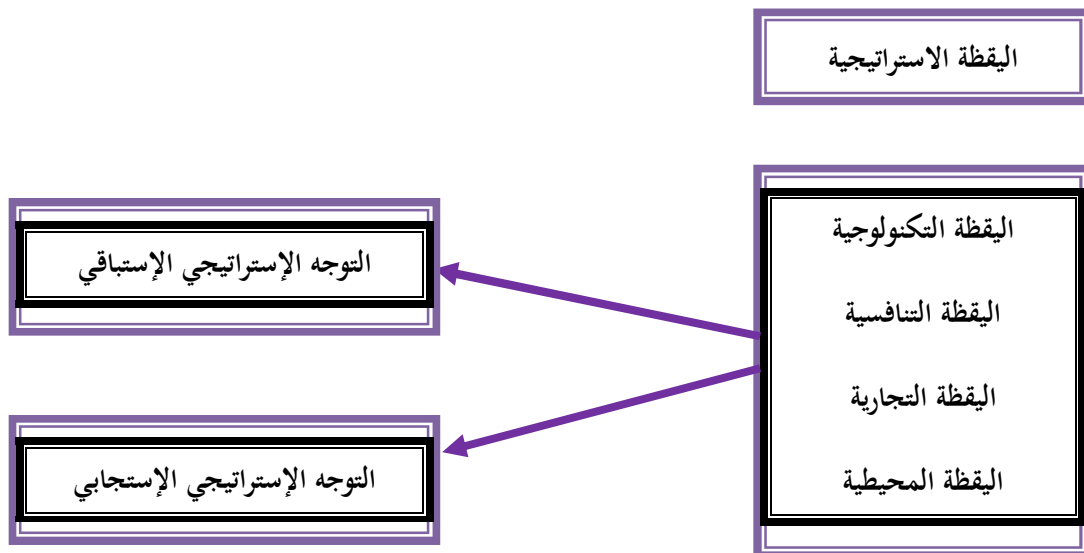 اليقظة الاستراتيجية
اليقظة التكنولوجية
اليقظة التنافسية
اليقظة التجارية
اليقظة المحيطية
التوجه الإستراتيجي الإستباقي
التوجه الإستراتيجي الإستجابي